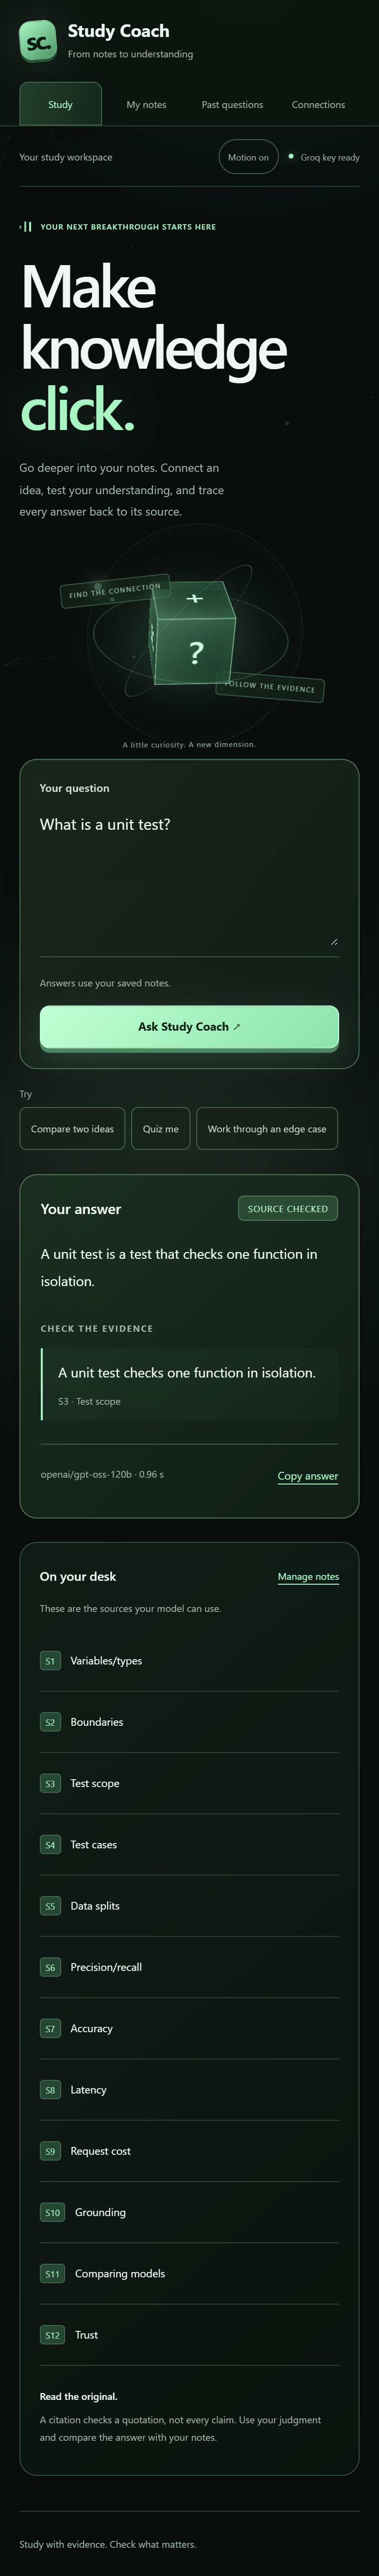 SC.
Study Coach
From notes to understanding
Study
My notes
Past questions
Connections
Your study workspace
Motion on
Groq key ready
YOUR NEXT BREAKTHROUGH STARTS HERE
Make
knowledge
click.
Go deeper into your notes. Connect an
idea, test your understanding, and trace
every answer back to its source.
FIND THE CONNECTION
+
?
FOLLOW THE EVIDENCE
A little curiosity. A new dimension.
Your question
What is a unit test?
Answers use your saved notes.
Ask Study Coach ↗
Try
Compare two ideas
Quiz me
Work through an edge case
Your answer
SOURCE CHECKED
A unit test is a test that checks one function in
isolation.
CHECK THE EVIDENCE
A unit test checks one function in isolation.
S3 · Test scope
openai/gpt-oss-120b · 0.96 s
Copy answer
On your desk
Manage notes
These are the sources your model can use.
S1 Variables/types
S2 Boundaries
S3 Test scope
S4 Test cases
S5 Data splits
S6 Precision/recall
S7 Accuracy
S8 Latency
S9 Request cost
S10 Grounding
S11 Comparing models
S12 Trust
Read the original.
A citation checks a quotation, not every claim. Use your judgment
and compare the answer with your notes.
Study with evidence. Check what matters.